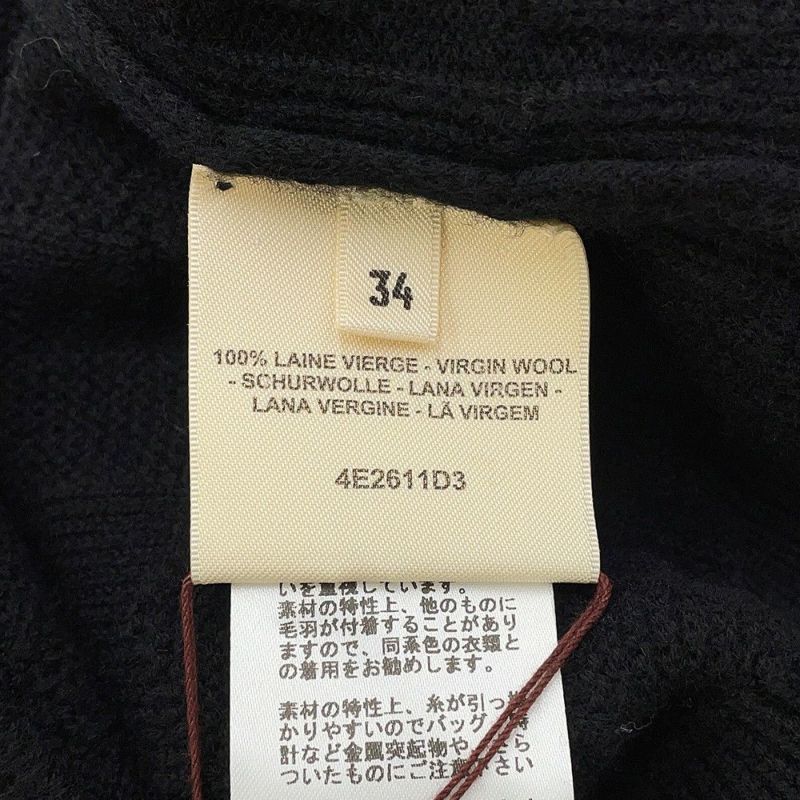 34
100% LAINE VIERGE - VIRGIN WOOL
- SCHURWOLLE - LANA VIRGEN -
LANA VERGINE - LÃ VIRGEM
4E2611D3
いを重視しています。
素材の特性上、他のものに
毛羽が付着することがあり
ますので、同系色の衣類と
の着用をお勧めします。
素材の特性上、糸が引っ
かりやすいのでバッグ
計など金属突起物や
ついたものにご注意